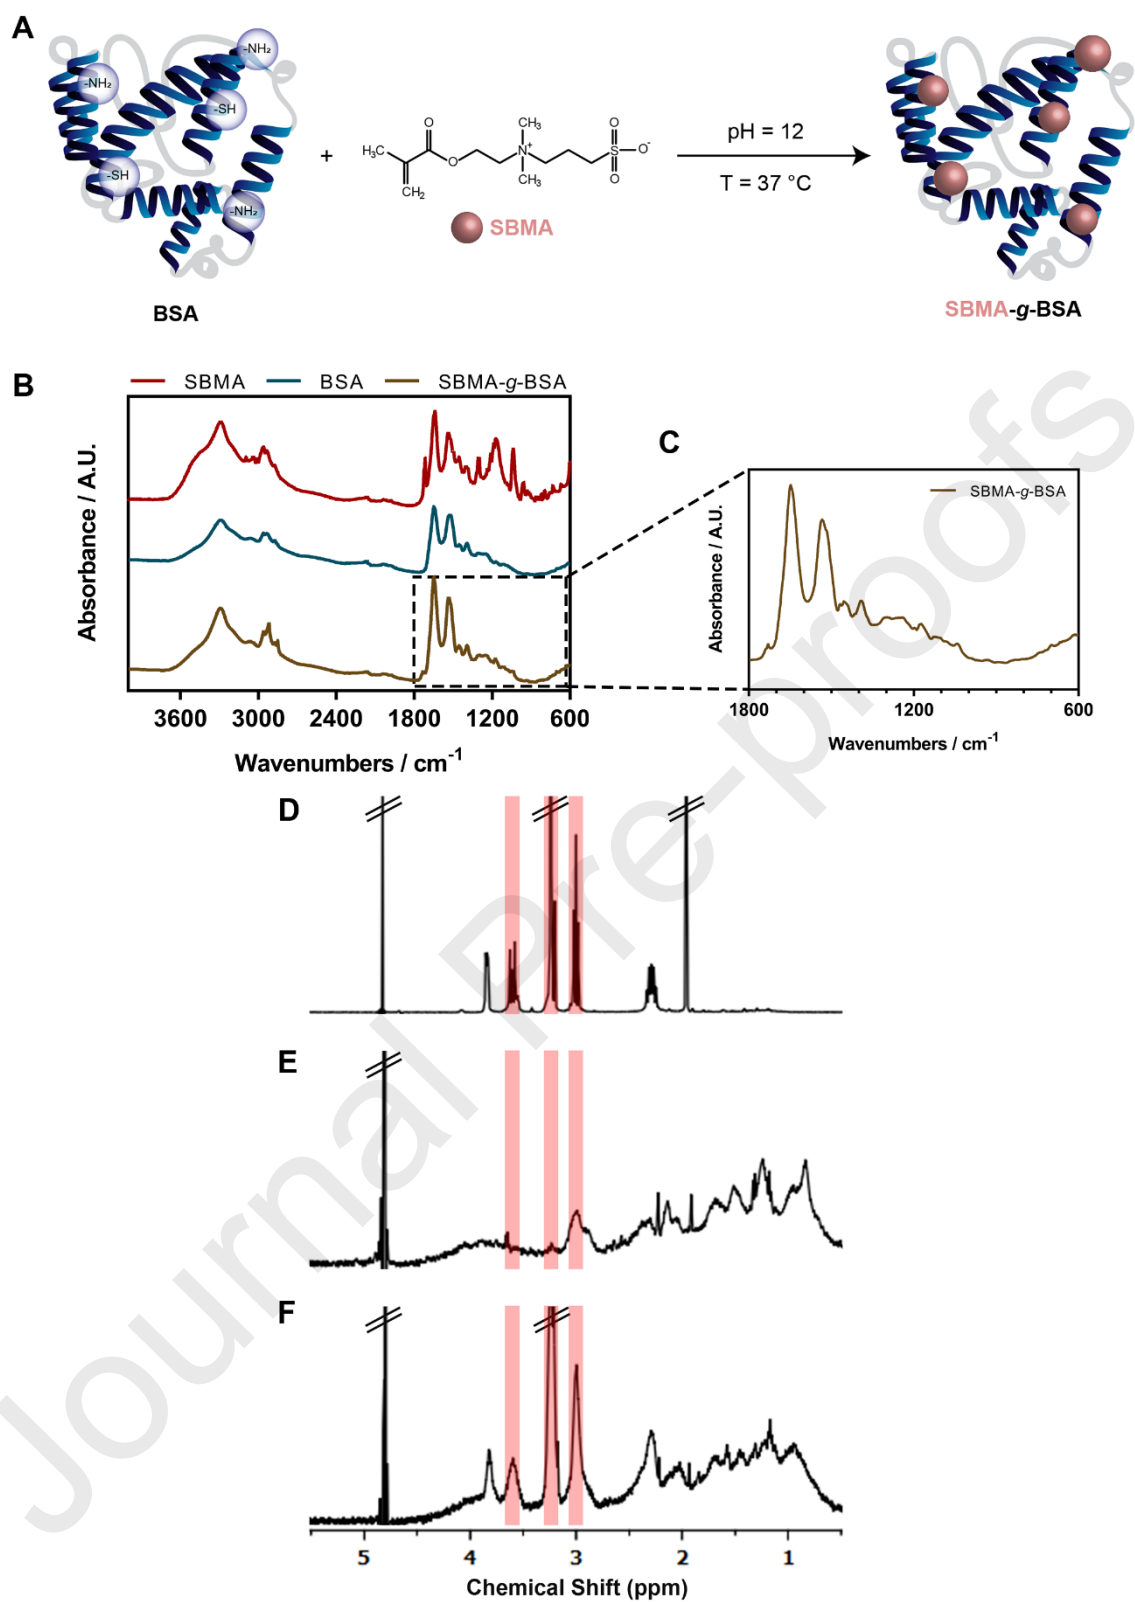 A
-NH₂
-NH₂
-SH
-SH
-NH₂
BSA
+
H₃C
O
O
CH₂
CH₃
N⁺
CH₃
O
S
O
O⁻
SBMA
pH = 12
T = 37 °C
SBMA-g-BSA
B
SBMA
BSA
SBMA-g-BSA
Absorbance / A.U.
3600 3000 2400 1800 1200 600
Wavenumbers / cm⁻¹
C
SBMA-g-BSA
Absorbance / A.U.
1800 1200 600
Wavenumbers / cm⁻¹
D
E
F
5 4 3 2 1
Chemical Shift (ppm)
Journal Pre-proofs